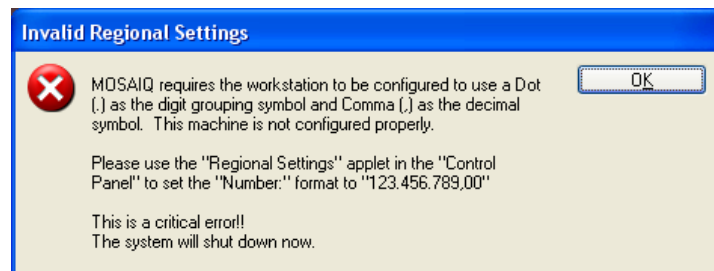 Invalid Regional Settings
MOSAIQ requires the workstation to be configured to use a Dot
(.) as the digit grouping symbol and Comma (,) as the decimal
symbol. This machine is not configured properly.
OK
Please use the "Regional Settings" applet in the "Control
Panel" to set the "Number:" format to "123.456.789,00"
This is a critical error!!
The system will shut down now.